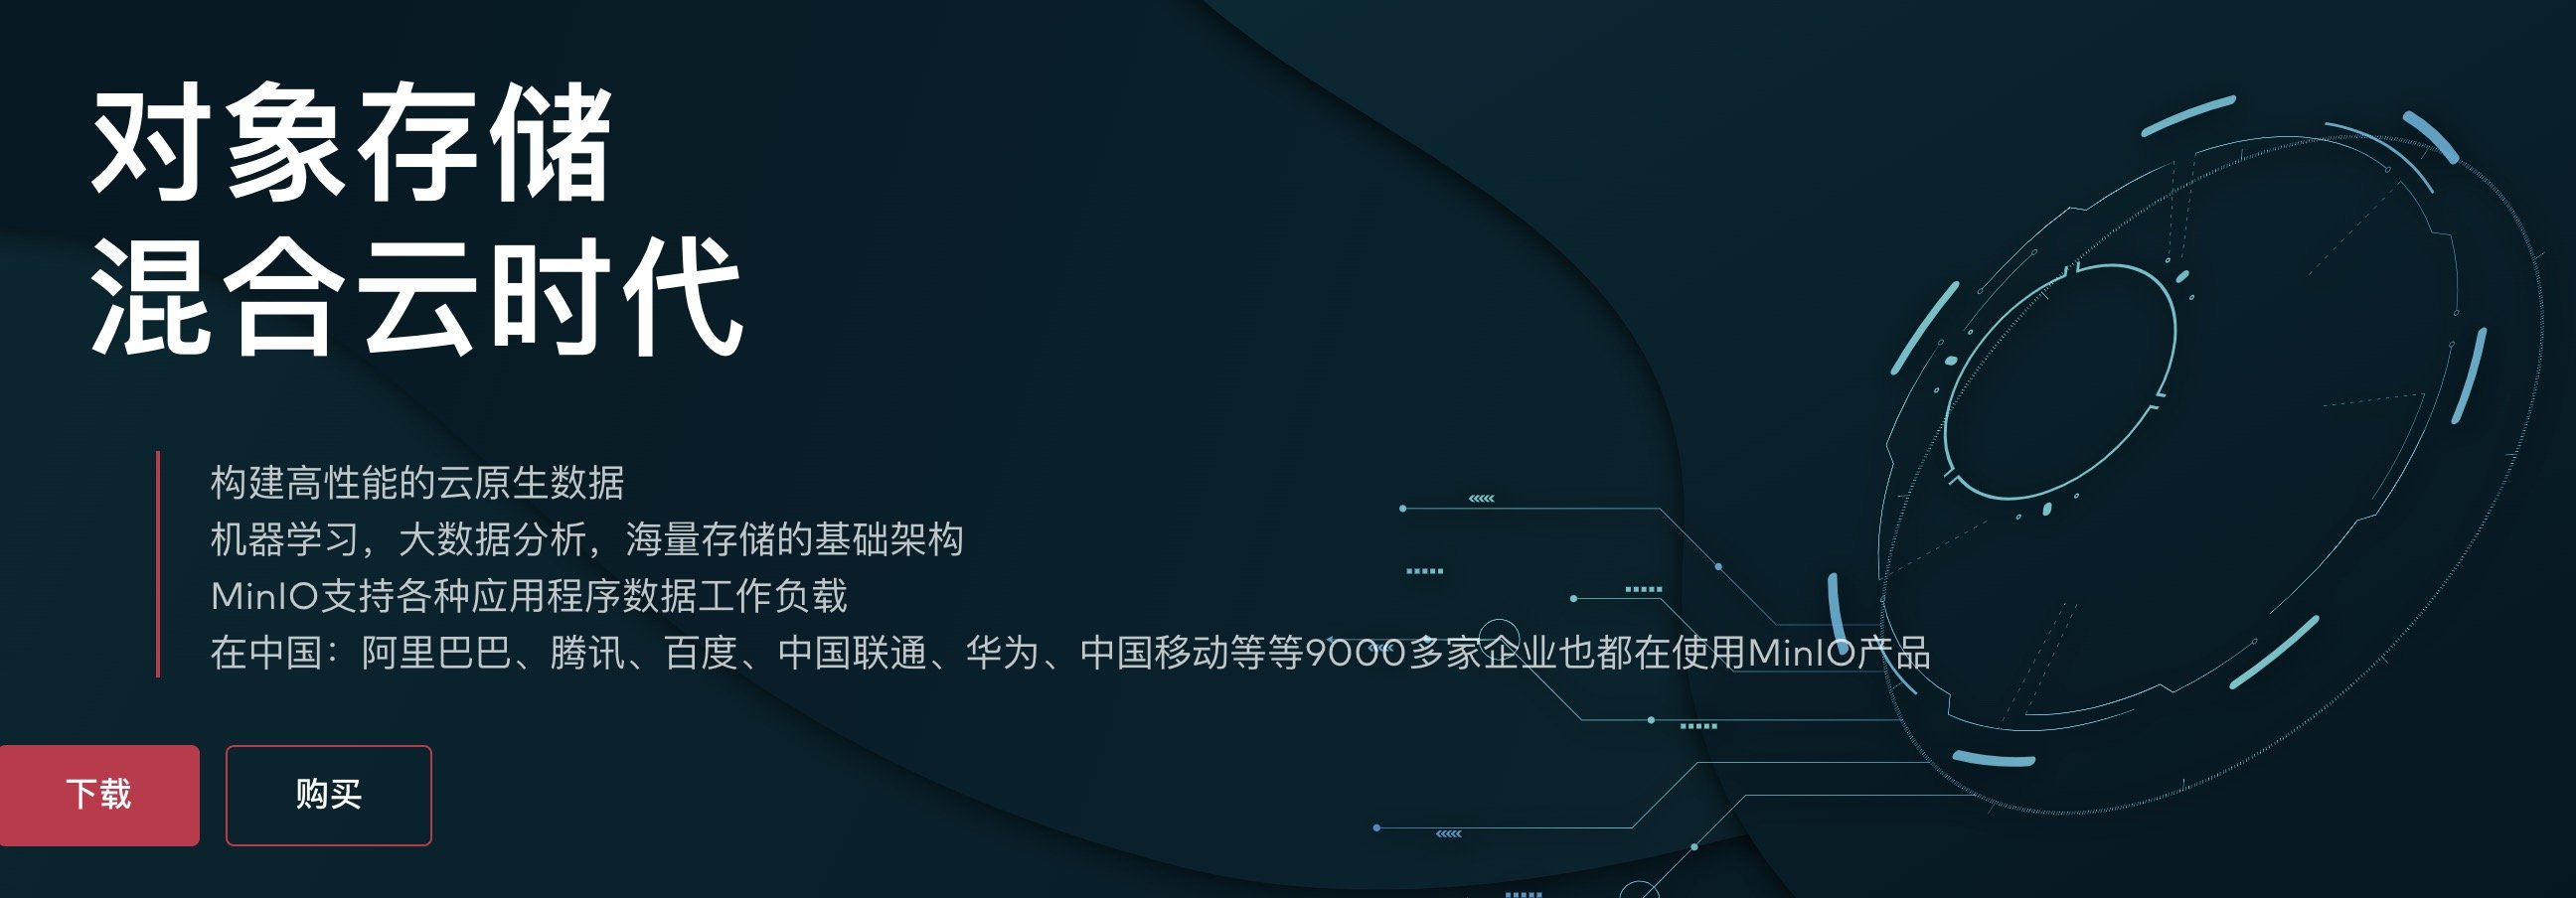 对象存储
混合云时代
构建高性能的云原生数据
机器学习，大数据分析，海量存储的基础架构
MinIO支持各种应用程序数据工作负载
在中国：阿里巴巴、腾讯、百度、中国联通、华为、中国移动等等9000多家企业也都在使用MinIO产品
下载
购买